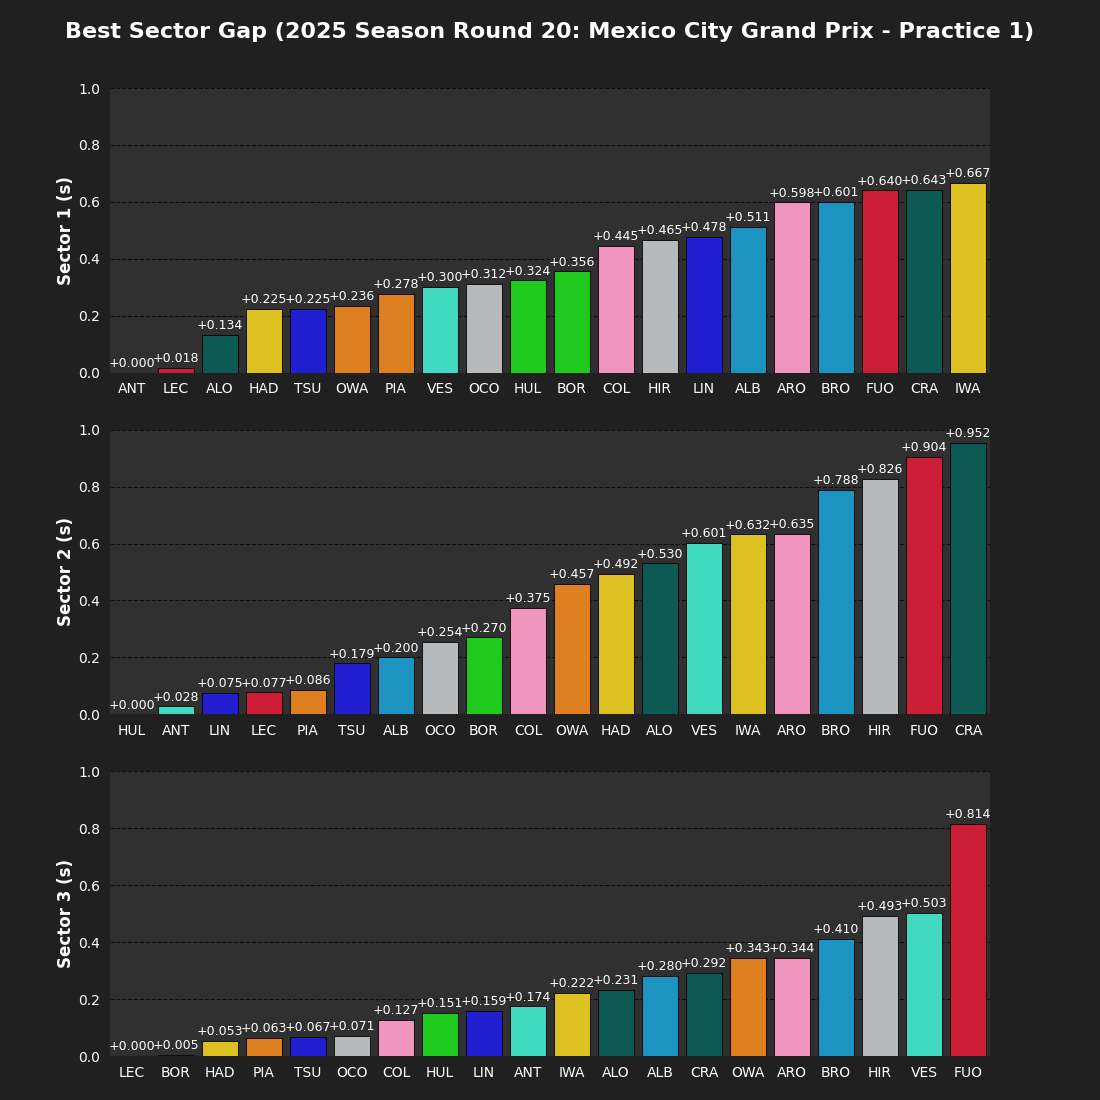 Best Sector Gap (2025 Season Round 20: Mexico City Grand Prix - Practice 1)
Sector 1 (s)
1.0
0.8
0.6
0.4
0.2
0.0
+0.000 +0.018 +0.134 +0.225 +0.225 +0.236 +0.278 +0.300 +0.312 +0.324 +0.356 +0.445 +0.465 +0.478 +0.511 +0.598 +0.601 +0.640 +0.643 +0.667
ANT LEC ALO HAD TSU OWA PIA VES OCO HUL BOR COL HIR LIN ALB ARO BRO FUO CRA IWA
Sector 2 (s)
1.0
0.8
0.6
0.4
0.2
0.0
+0.000 +0.028 +0.075 +0.077 +0.086 +0.179 +0.200 +0.254 +0.270 +0.375 +0.457 +0.492 +0.530 +0.601 +0.632 +0.635 +0.788 +0.826 +0.904 +0.952
HUL ANT LIN LEC PIA TSU ALB OCO BOR COL OWA HAD ALO VES IWA ARO BRO HIR FUO CRA
Sector 3 (s)
1.0
0.8
0.6
0.4
0.2
0.0
+0.000 +0.005 +0.053 +0.063 +0.067 +0.071 +0.127 +0.151 +0.159 +0.174 +0.222 +0.231 +0.280 +0.292 +0.343 +0.344 +0.410 +0.493 +0.503 +0.814
LEC BOR HAD PIA TSU OCO COL HUL LIN ANT IWA ALO ALB CRA OWA ARO BRO HIR VES FUO